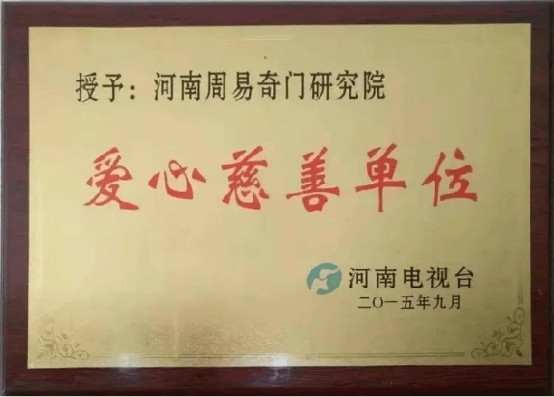 授予：河南周易奇门研究院
爱心慈善单位
河南电视台
二〇一五年九月